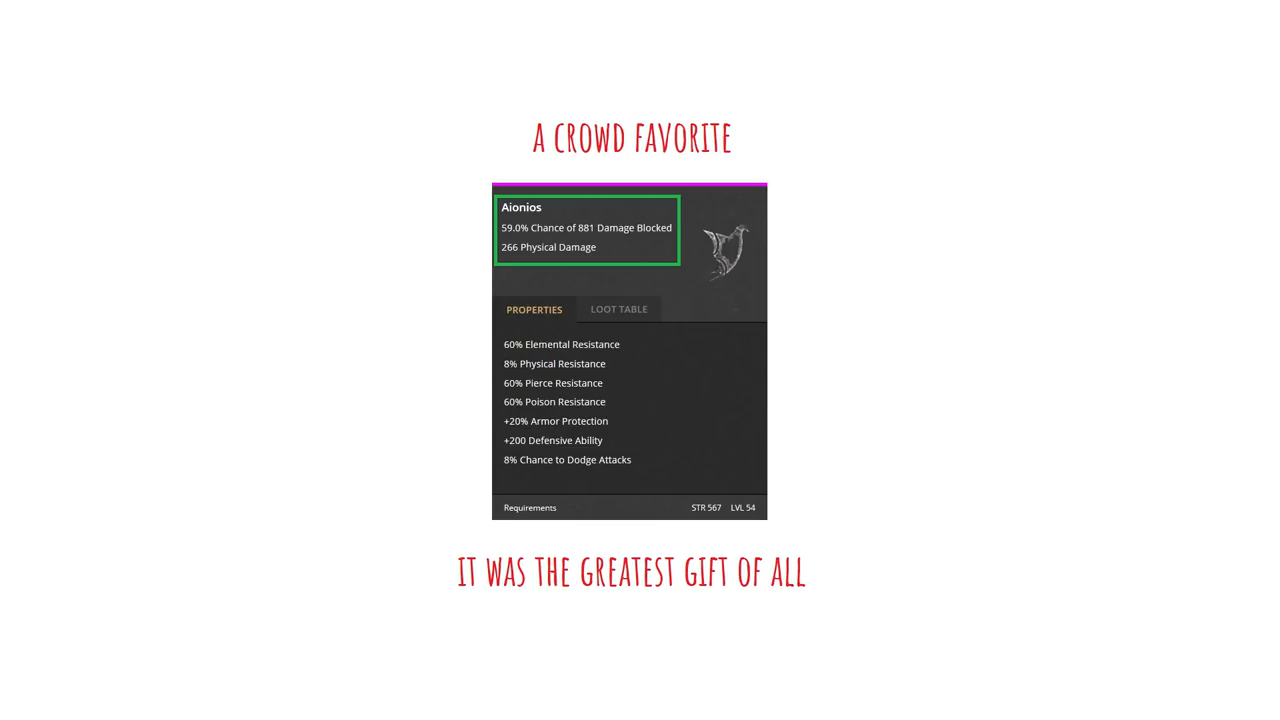 A CROWD FAVORITE
Aionios
59.0% Chance of 881 Damage Blocked
266 Physical Damage
PROPERTIES LOOT TABLE
60% Elemental Resistance
8% Physical Resistance
60% Pierce Resistance
60% Poison Resistance
+20% Armor Protection
+200 Defensive Ability
8% Chance to Dodge Attacks
Requirements STR 567 LVL 54
IT WAS THE GREATEST GIFT OF ALL